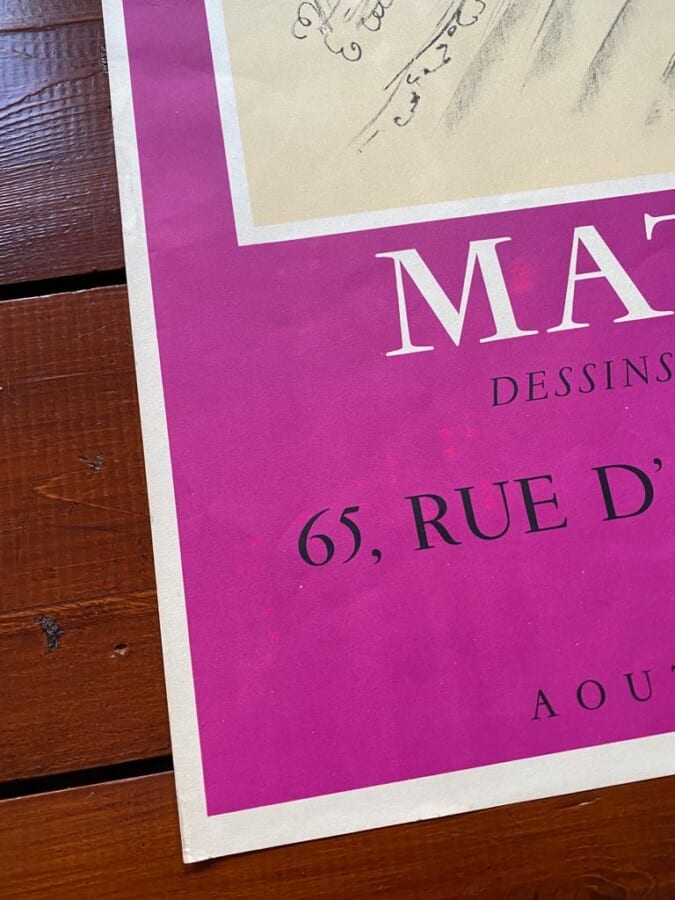 MAT
DESSINS
65, RUE D'
AOUT